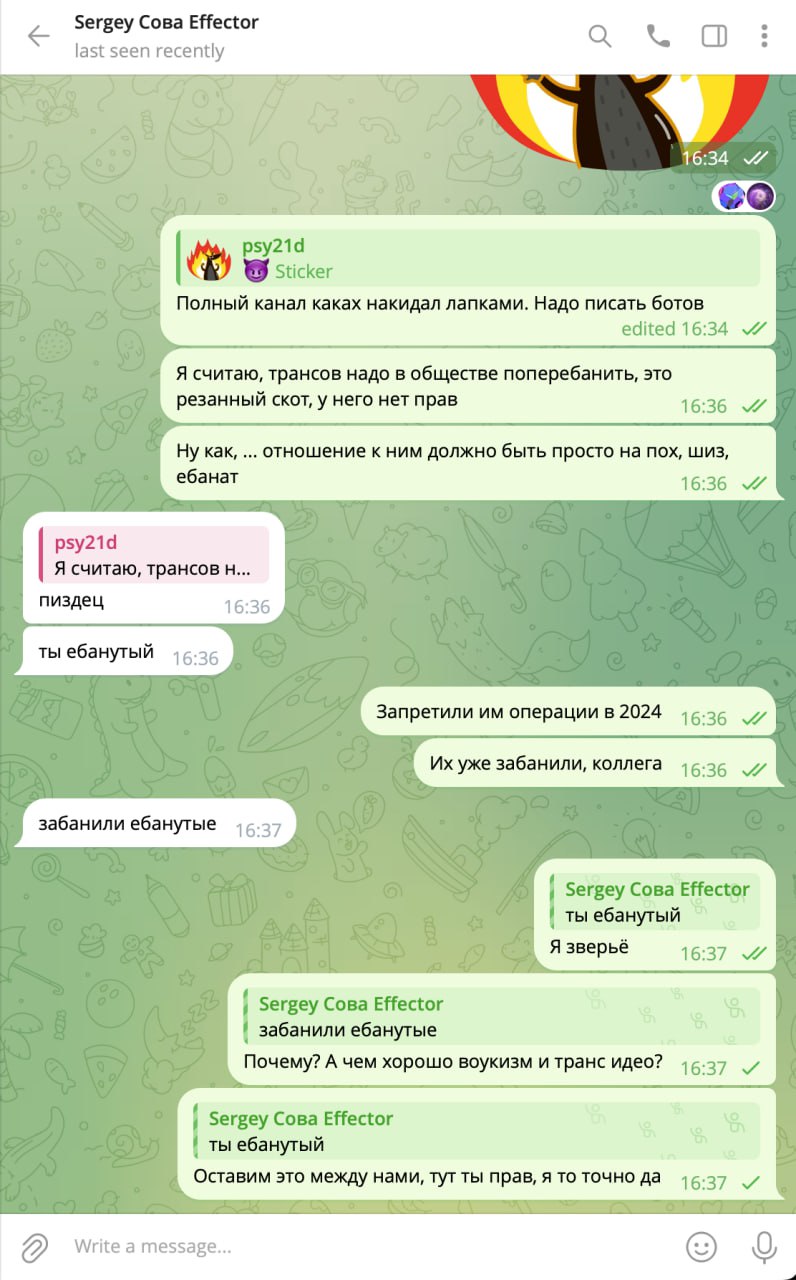 Sergey Сова Effector
last seen recently
16:34
psy21d
😈 Sticker
Полный канал каках накидал лапками. Надо писать ботов
edited 16:34
Я считаю, трансов надо в обществе поперебанить, это
резанный скот, у него нет прав
16:36
Ну как, ... отношение к ним должно быть просто на пох, шиз,
ебанат
16:36
psy21d
Я считаю, трансов н...
пиздец 16:36
ты ебанутый 16:36
Запретили им операции в 2024 16:36
Их уже забанили, коллега 16:36
забанили ебанутые 16:37
Sergey Сова Effector
ты ебанутый
Я зверьё 16:37
Sergey Сова Effector
забанили ебанутые
Почему? А чем хорошо воукизм и транс идео? 16:37
Sergey Сова Effector
ты ебанутый
Оставим это между нами, тут ты прав, я то точно да 16:37
Write a message...